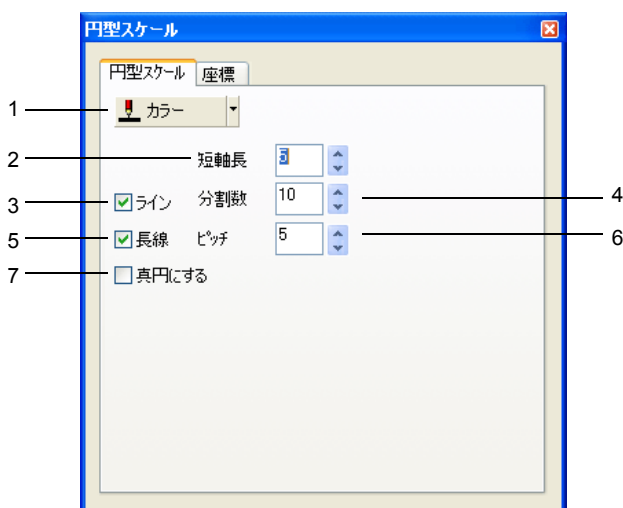 円型スケール
円型スケール 座標
1 カラー
2 短軸長 5
3 ライン 分割数 10 4
5 長線 ピッチ 5 6
7 真円にする